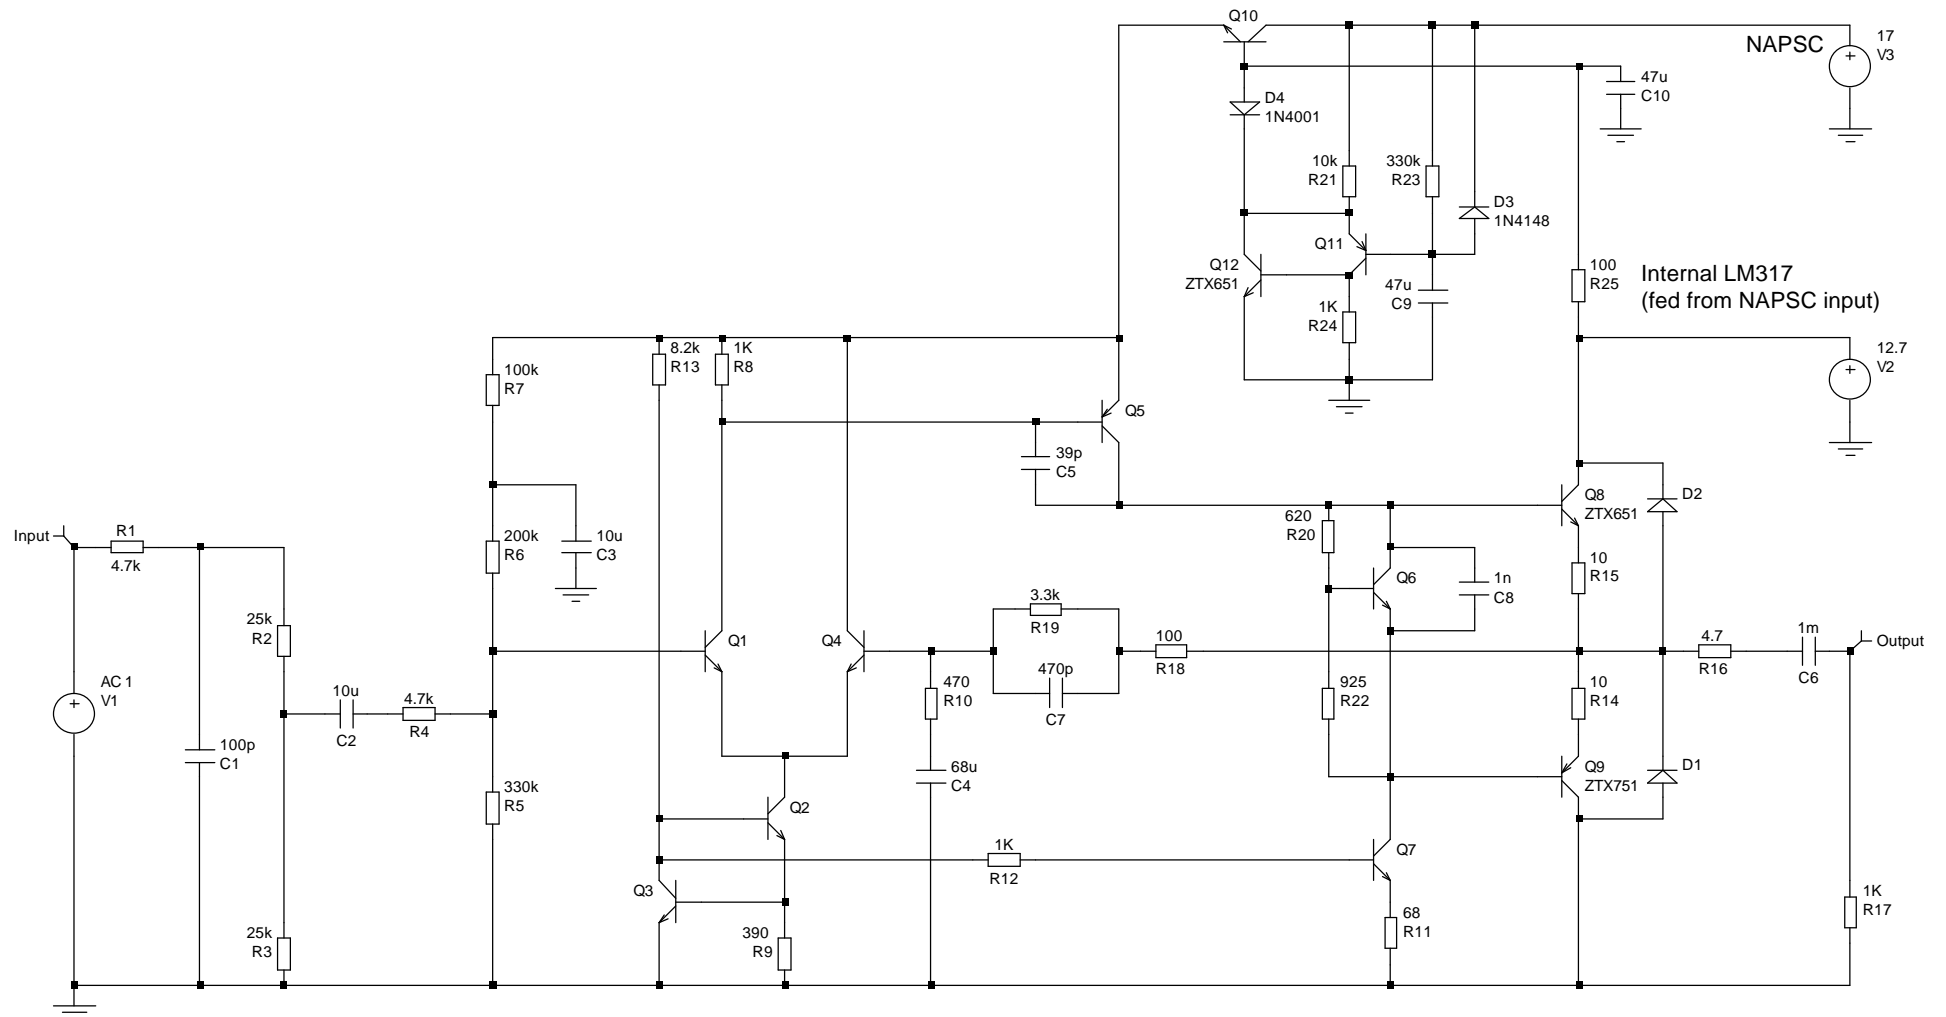 Q10
NAPSC
17
V3
47u
C10
D4
1N4001
10k
R21
330k
R23
D3
1N4148
Q11
Q12
ZTX651
47u
C9
1K
R24
100
R25
Internal LM317
(fed from NAPSC input)
12.7
V2
8.2k
R13
1K
R8
100k
R7
Q5
39p
C5
Q8
ZTX651
D2
620
R20
Input
R1
4.7k
200k
R6
10u
C3
10
R15
Q6
1n
C8
25k
R2
Q1
Q4
3.3k
R19
100
R18
470p
C7
4.7
R16
1m
C6
Output
AC 1
V1
10u
C2
4.7k
R4
470
R10
925
R22
10
R14
100p
C1
68u
C4
Q9
ZTX751
D1
330k
R5
Q2
1K
R12
Q7
Q3
25k
R3
390
R9
68
R11
1K
R17